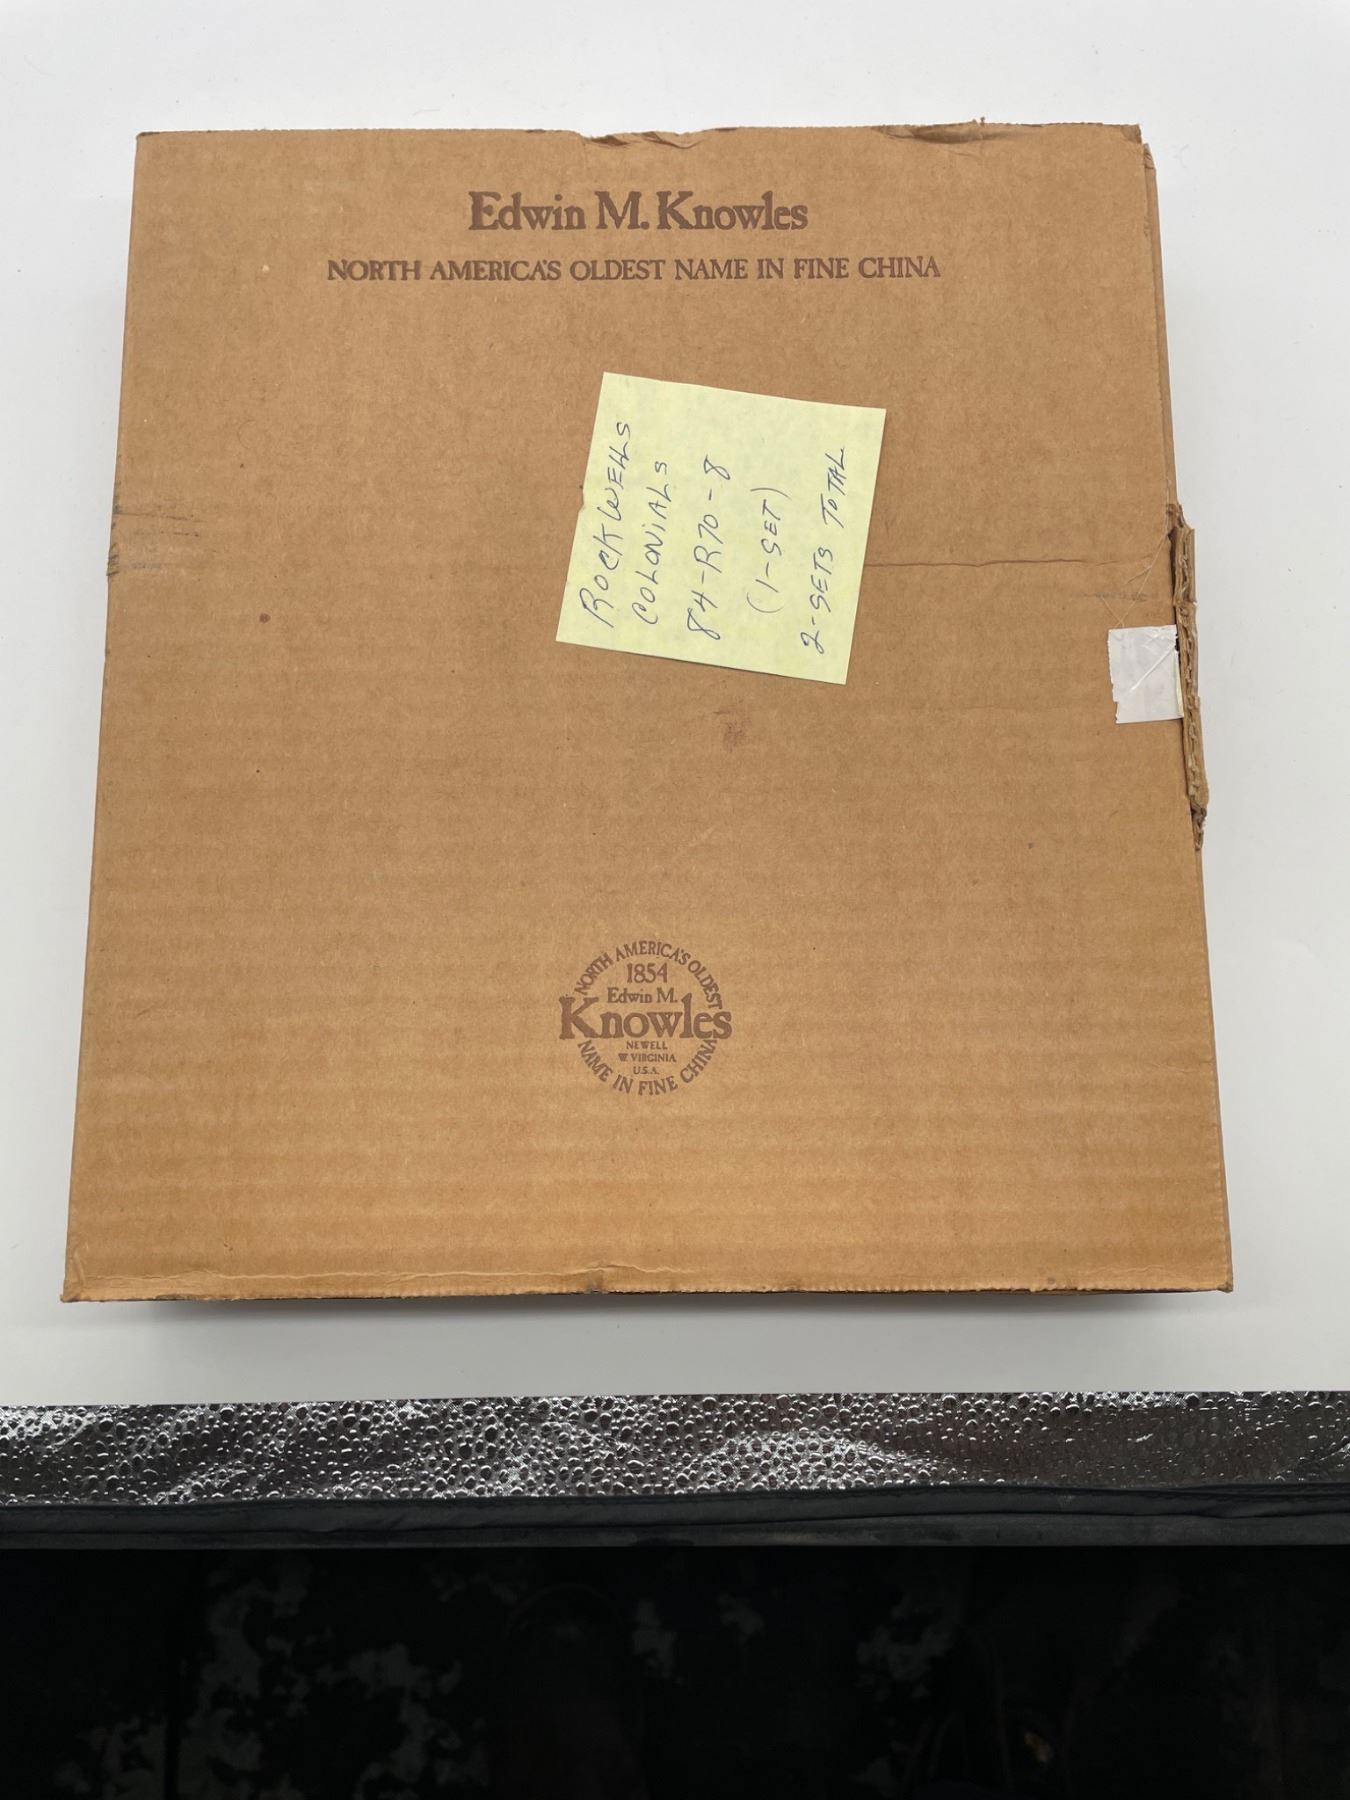 Edwin M. Knowles
NORTH AMERICA'S OLDEST NAME IN FINE CHINA
ROCKWELLS
COLONIALS
84-R70-8
(1-SET)
2-SETS TOTAL
NORTH AMERICA'S OLDEST
1854
Edwin M.
Knowles
NEWELL
W. VIRGINIA
U.S.A.
NAME IN FINE CHINA